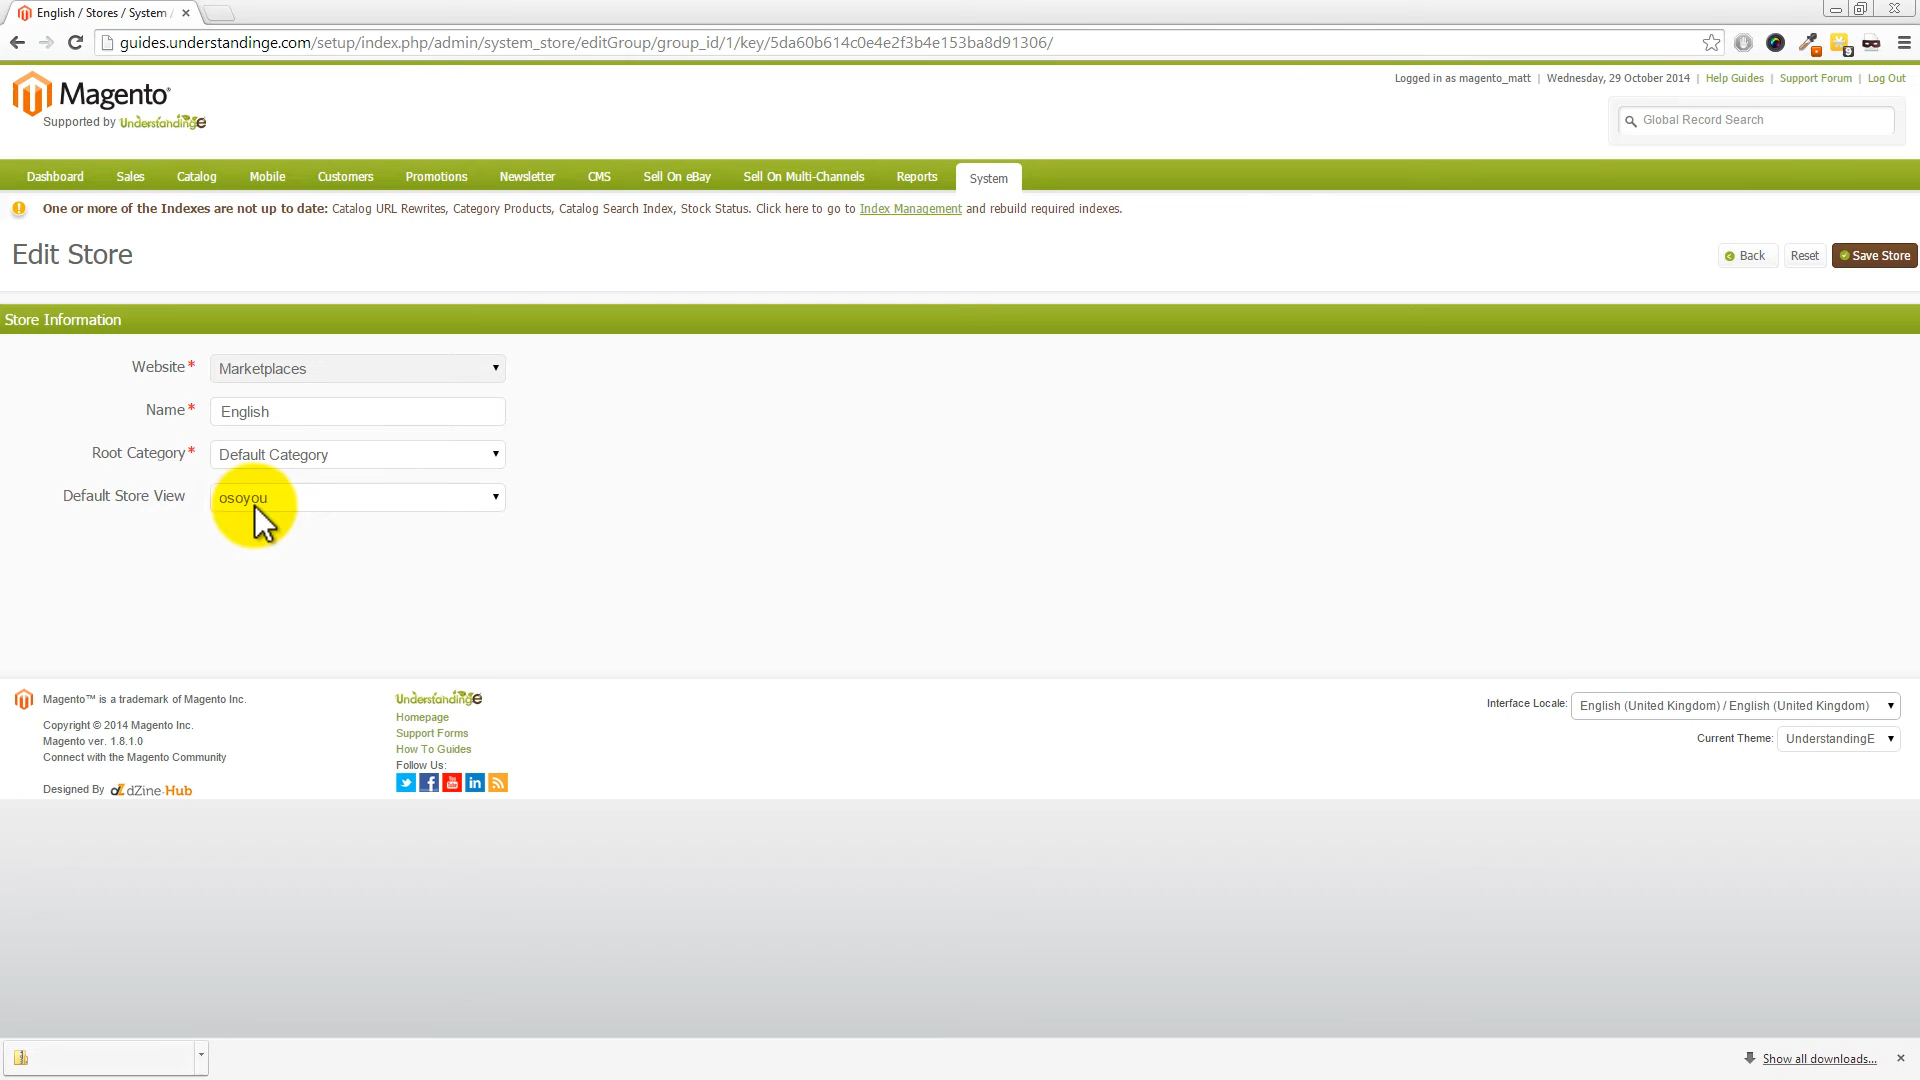 English / Stores / System /
guides.understandinge.com/setup/index.php/admin/system_store/editGroup/group_id/1/key/5da60b614c0e4e2f3b4e153ba8d91306/
9
Magento®
Supported by UnderstandingE
Logged in as magento_matt | Wednesday, 29 October 2014 | Help Guides | Support Forum | Log Out
Global Record Search
Dashboard Sales Catalog Mobile Customers Promotions Newsletter CMS Sell On eBay Sell On Multi-Channels Reports System
One or more of the Indexes are not up to date: Catalog URL Rewrites, Category Products, Catalog Search Index, Stock Status. Click here to go to Index Management and rebuild required indexes.
Edit Store
Back Reset Save Store
Store Information
Website * Marketplaces
Name * English
Root Category * Default Category
Default Store View osoyou
Magento™ is a trademark of Magento Inc.
Copyright © 2014 Magento Inc.
Magento ver. 1.8.1.0
Connect with the Magento Community
Designed By dZine-Hub
UnderstandingE
Homepage
Support Forms
How To Guides
Follow Us:
You Tube in
Interface Locale: English (United Kingdom) / English (United Kingdom)
Current Theme: UnderstandingE
Show all downloads...